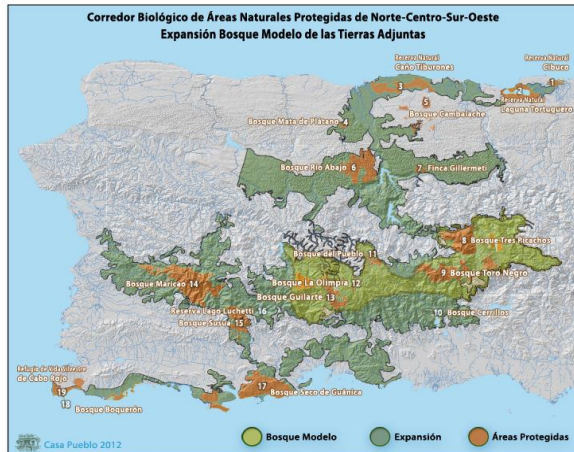 Corredor Biológico de Áreas Naturales Protegidas de Norte-Centro-Sur-Oeste
Expansión Bosque Modelo de las Tierras Adjuntas
Reserva Natural
Caño Tiburones
Reserva Natural
Cibuco
1
2
Reserva Natural
Laguna Tortuguero
3
5
Bosque Cambalache
Bosque Mata de Plátano 4
Bosque Río Abajo 6
7 Finca Gillermeti
8 Bosque Tres Picachos
Bosque del Pueblo 11
9 Bosque Toro Negro
Bosque Maricao 14
Bosque La Olimpia 12
Bosque Guilarte 13
Reserva Lago Luchetti 16
10 Bosque Cerrillos
Bosque Susúa 15
Refugio de Vida Silvestre
de Cabo Rojo
19
18
Bosque Boquerón
17
Bosque Seco de Guánica
Casa Pueblo 2012
Bosque Modelo
Expansión
Áreas Protegidas